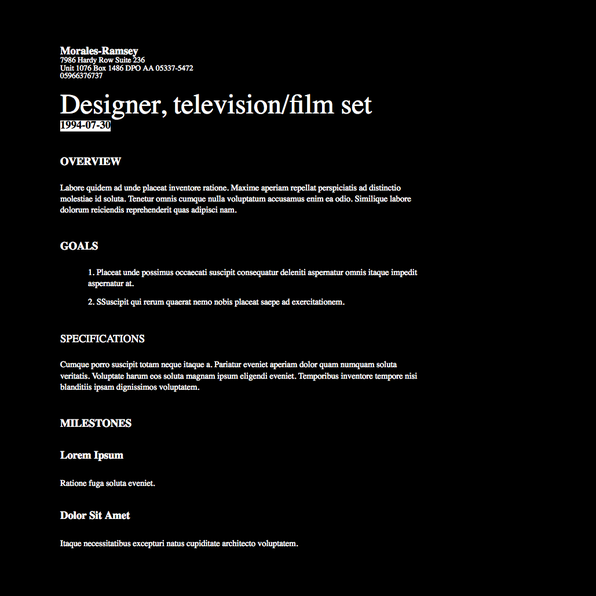 Morales-Ramsey
7986 Hardy Row Suite 236
Unit 1076 Box 1486 DPO AA 05337-5472
05966376737
Designer, television/film set
1994-07-30
OVERVIEW
Labore quidem ad unde placeat inventore ratione. Maxime aperiam repellat perspiciatis ad distinctio
molestiae id soluta. Tenetur omnis cumque nulla voluptatum accusamus enim ea odio. Similique labore
dolorum reiciendis reprehenderit quas adipisci nam.
GOALS
1. Placeat unde possimus occaecati suscipit consequatur deleniti aspernatur omnis itaque impedit
aspernatur at.
2. SSuscipit qui rerum quaerat nemo nobis placeat saepe ad exercitationem.
SPECIFICATIONS
Cumque porro suscipit totam neque itaque a. Pariatur eveniet aperiam dolor quam numquam soluta
veritatis. Voluptate harum eos soluta magnam ipsum eligendi eveniet. Temporibus inventore tempore nisi
blanditiis ipsam dignissimos voluptatem.
MILESTONES
Lorem Ipsum
Ratione fuga soluta eveniet.
Dolor Sit Amet
Itaque necessitatibus excepturi natus cupiditate architecto voluptatem.